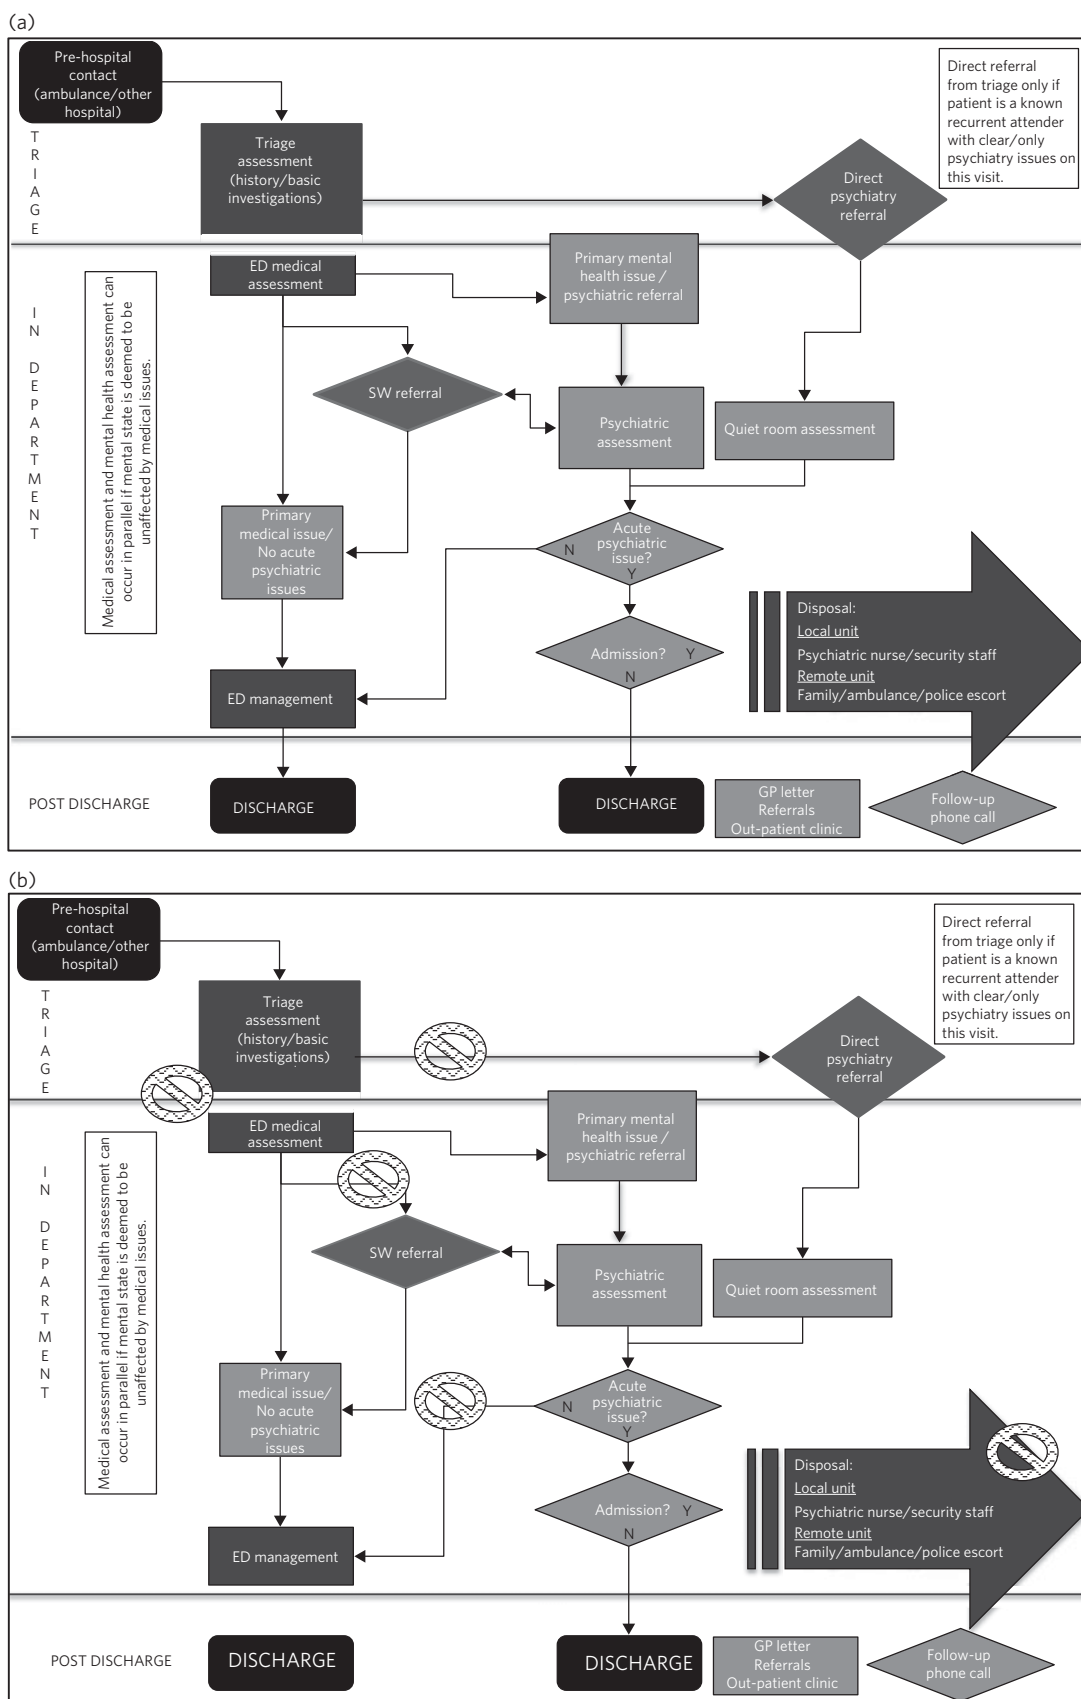 (a)
Pre-hospital
contact
(ambulance/other
hospital)
Direct referral
from triage only if
patient is a known
recurrent attender
with clear/only
psychiatry issues on
this visit.
TRIAGE
Triage
assessment
(history/basic
investigations)
Direct
psychiatry
referral
IN DEPARTMENT
Medical assessment and mental health assessment can
occur in parallel if mental state is deemed to be
unaffected by medical issues.
ED medical
assessment
Primary mental
health issue /
psychiatric referral
SW referral
Psychiatric
assessment
Quiet room assessment
Primary
medical issue/
No acute
psychiatric
issues
Acute
psychiatric
issue?
N
Y
Admission?
Y
N
Disposal:
Local unit
Psychiatric nurse/security staff
Remote unit
Family/ambulance/police escort
ED management
POST DISCHARGE
DISCHARGE
DISCHARGE
GP letter
Referrals
Out-patient clinic
Follow-up
phone call
(b)
Pre-hospital
contact
(ambulance/other
hospital)
Direct referral
from triage only if
patient is a known
recurrent attender
with clear/only
psychiatry issues on
this visit.
TRIAGE
Triage
assessment
(history/basic
investigations)
Direct
psychiatry
referral
IN DEPARTMENT
Medical assessment and mental health assessment can
occur in parallel if mental state is deemed to be
unaffected by medical issues.
ED medical
assessment
Primary mental
health issue /
psychiatric referral
SW referral
Psychiatric
assessment
Quiet room assessment
Primary
medical issue/
No acute
psychiatric
issues
Acute
psychiatric
issue?
N
Y
Admission?
Y
N
Disposal:
Local unit
Psychiatric nurse/security staff
Remote unit
Family/ambulance/police escort
ED management
POST DISCHARGE
DISCHARGE
DISCHARGE
GP letter
Referrals
Out-patient clinic
Follow-up
phone call